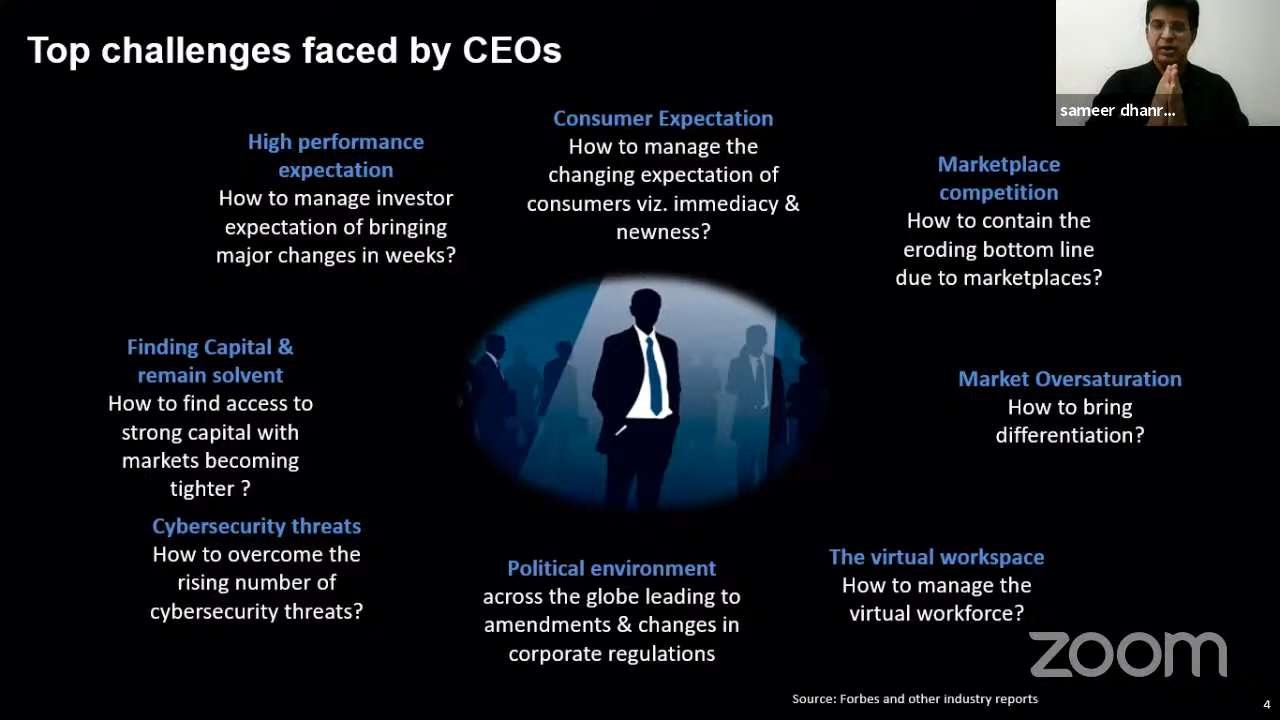 Top challenges faced by CEOs
sameer dhanr...
High performance
expectation
How to manage investor
expectation of bringing
major changes in weeks?
Consumer Expectation
How to manage the
changing expectation of
consumers viz. immediacy &
newness?
Marketplace
competition
How to contain the
eroding bottom line
due to marketplaces?
Finding Capital &
remain solvent
How to find access to
strong capital with
markets becoming
tighter ?
Market Oversaturation
How to bring
differentiation?
Cybersecurity threats
How to overcome the
rising number of
cybersecurity threats?
Political environment
across the globe leading to
amendments & changes in
corporate regulations
The virtual workspace
How to manage the
virtual workforce?
zoom
Source: Forbes and other industry reports
4